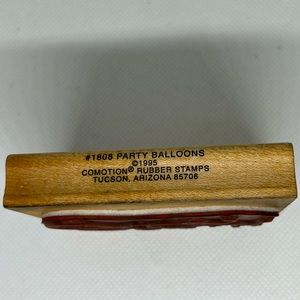 #1808 PARTY BALLOONS
©1995
COMOTION® RUBBER STAMPS
TUCSON, ARIZONA 85706